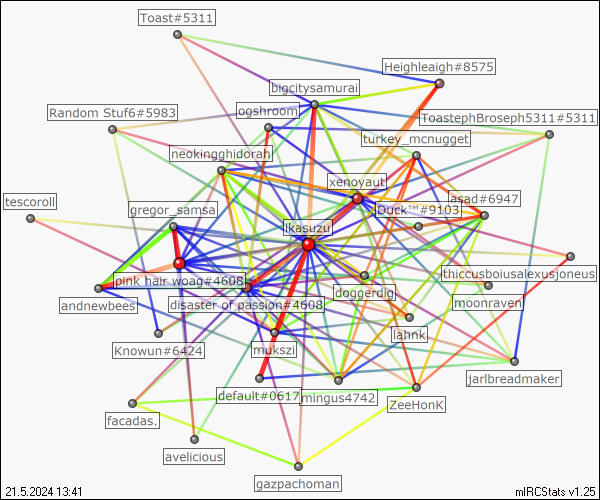 Toast#5311
Heighleaigh#8575
bigcitysamurai
Random Stuf6#5983
ogshroom
ToastephBroseph5311#5311
turkey_mcnugget
neokingghidorah
xenoyaut
tescoroll
gregor_samsa
Duck™#9103
asad#6947
ikasuzu
pink hair woag#4608
thiccusboiusalexusjoneus
andnewbees
disaster of passion#4608
doggerdig
moonraven
Knowun#6424
mukszi
lahnk
jarlbreadmaker
default#0617
mingus4742
ZeeHonK
facadas.
avelicious
gazpachoman
21.5.2024 13:41
mIRCStats v1.25